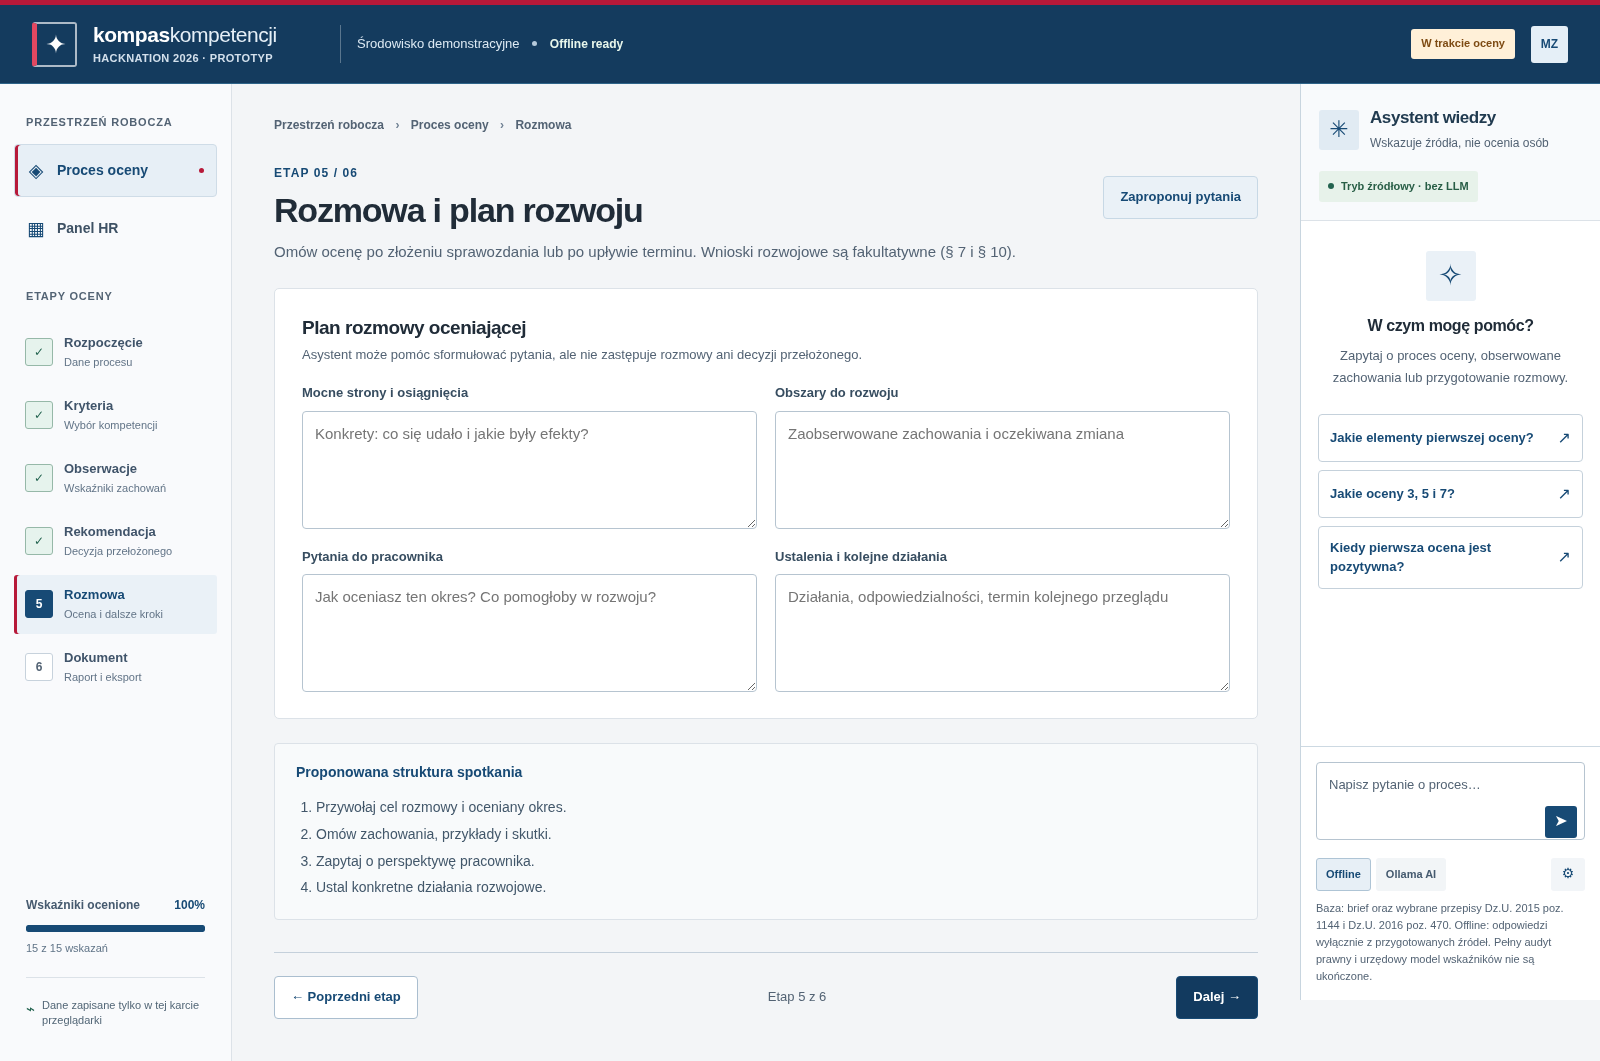 kompaskompetencji
HACKNATION 2026 · PROTOTYP
Środowisko demonstracyjne • Offline ready
W trakcie oceny
MZ
PRZESTRZEŃ ROBOCZA
Proces oceny
Panel HR
ETAPY OCENY
✓ Rozpoczęcie
Dane procesu
✓ Kryteria
Wybór kompetencji
✓ Obserwacje
Wskaźniki zachowań
✓ Rekomendacja
Decyzja przełożonego
5 Rozmowa
Ocena i dalsze kroki
6 Dokument
Raport i eksport
Wskaźniki ocenione 100%
15 z 15 wskazań
Dane zapisane tylko w tej karcie
przeglądarki
Przestrzeń robocza › Proces oceny › Rozmowa
ETAP 05 / 06
Rozmowa i plan rozwoju
Zaproponuj pytania
Omów ocenę po złożeniu sprawozdania lub po upływie terminu. Wnioski rozwojowe są fakultatywne (§ 7 i § 10).
Plan rozmowy oceniającej
Asystent może pomóc sformułować pytania, ale nie zastępuje rozmowy ani decyzji przełożonego.
Mocne strony i osiągnięcia
Konkrety: co się udało i jakie były efekty?
Obszary do rozwoju
Zaobserwowane zachowania i oczekiwana zmiana
Pytania do pracownika
Jak oceniasz ten okres? Co pomogłoby w rozwoju?
Ustalenia i kolejne działania
Działania, odpowiedzialności, termin kolejnego przeglądu
Proponowana struktura spotkania
1. Przywołaj cel rozmowy i oceniany okres.
2. Omów zachowania, przykłady i skutki.
3. Zapytaj o perspektywę pracownika.
4. Ustal konkretne działania rozwojowe.
← Poprzedni etap
Etap 5 z 6
Dalej →
Asystent wiedzy
Wskazuje źródła, nie ocenia osób
Tryb źródłowy · bez LLM
W czym mogę pomóc?
Zapytaj o proces oceny, obserwowane
zachowania lub przygotowanie rozmowy.
Jakie elementy pierwszej oceny? ↗
Jakie oceny 3, 5 i 7? ↗
Kiedy pierwsza ocena jest
pozytywna? ↗
Napisz pytanie o proces…
Offline
Ollama AI
Baza: brief oraz wybrane przepisy Dz.U. 2015 poz.
1144 i Dz.U. 2016 poz. 470. Offline: odpowiedzi
wyłącznie z przygotowanych źródeł. Pełny audyt
prawny i urzędowy model wskaźników nie są
ukończone.